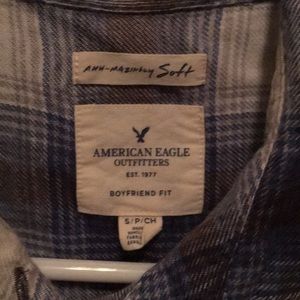 AHH-MAZINGLY Soft
AMERICAN EAGLE
OUTFITTERS
EST. 1977
BOYFRIEND FIT
S/P/CH